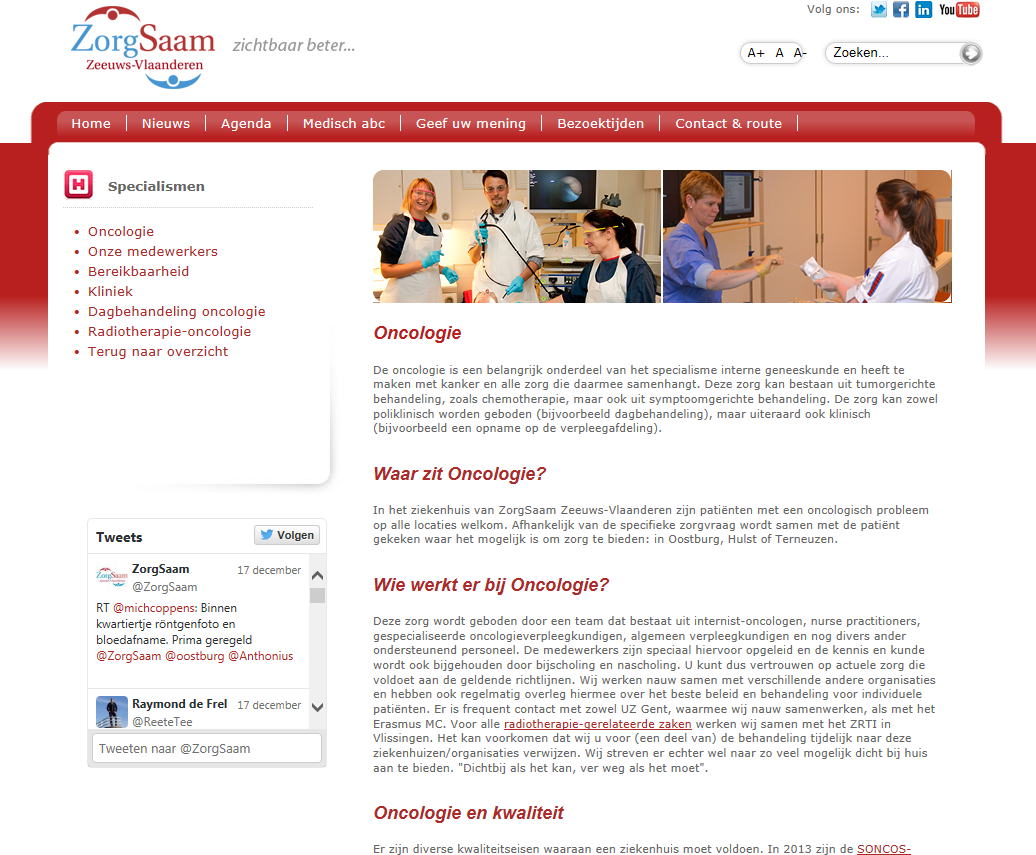 Volg ons:
You Tube
ZorgSaam
Zeeuws-Vlaanderen
zichtbaar beter...
A+ A A-
Zoeken...
Home
Nieuws
Agenda
Medisch abc
Geef uw mening
Bezoektijden
Contact & route
H
Specialismen
• Oncologie
• Onze medewerkers
• Bereikbaarheid
• Kliniek
• Dagbehandeling oncologie
• Radiotherapie-oncologie
• Terug naar overzicht
Tweets
Volgen
ZorgSaam
17 december
@ZorgSaam
RT @michcoppens: Binnen
kwartiertje röntgenfoto en
bloedafname. Prima geregeld
@ZorgSaam @oostburg @Anthonius
Raymond de Frel
17 december
@ReeteTee
Tweeten naar @ZorgSaam
Oncologie
De oncologie is een belangrijk onderdeel van het specialisme interne geneeskunde en heeft te
maken met kanker en alle zorg die daarmee samenhangt. Deze zorg kan bestaan uit tumorgerichte
behandeling, zoals chemotherapie, maar ook uit symptoomgerichte behandeling. De zorg kan zowel
poliklinisch worden geboden (bijvoorbeeld dagbehandeling), maar uiteraard ook klinisch
(bijvoorbeeld een opname op de verpleegafdeling).
Waar zit Oncologie?
In het ziekenhuis van ZorgSaam Zeeuws-Vlaanderen zijn patiënten met een oncologisch probleem
op alle locaties welkom. Afhankelijk van de specifieke zorgvraag wordt samen met de patiënt
gekeken waar het mogelijk is om zorg te bieden: in Oostburg, Hulst of Terneuzen.
Wie werkt er bij Oncologie?
Deze zorg wordt geboden door een team dat bestaat uit internist-oncologen, nurse practitioners,
gespecialiseerde oncologieverpleegkundigen, algemeen verpleegkundigen en nog divers ander
ondersteunend personeel. De medewerkers zijn speciaal hiervoor opgeleid en de kennis en kunde
wordt ook bijgehouden door bijscholing en nascholing. U kunt dus vertrouwen op actuele zorg die
voldoet aan de geldende richtlijnen. Wij werken nauw samen met verschillende andere organisaties
en hebben ook regelmatig overleg hiermee over het beste beleid en behandeling voor individuele
patiënten. Er is frequent contact met zowel UZ Gent, waarmee wij nauw samenwerken, als met het
Erasmus MC. Voor alle radiotherapie-gerelateerde zaken werken wij samen met het ZRTI in
Vlissingen. Het kan voorkomen dat wij u voor (een deel van) de behandeling tijdelijk naar deze
ziekenhuizen/organisaties verwijzen. Wij streven er echter wel naar zo veel mogelijk dicht bij huis
aan te bieden. "Dichtbij als het kan, ver weg als het moet".
Oncologie en kwaliteit
Er zijn diverse kwaliteitseisen waaraan een ziekenhuis moet voldoen. In 2013 zijn de SONCOS-